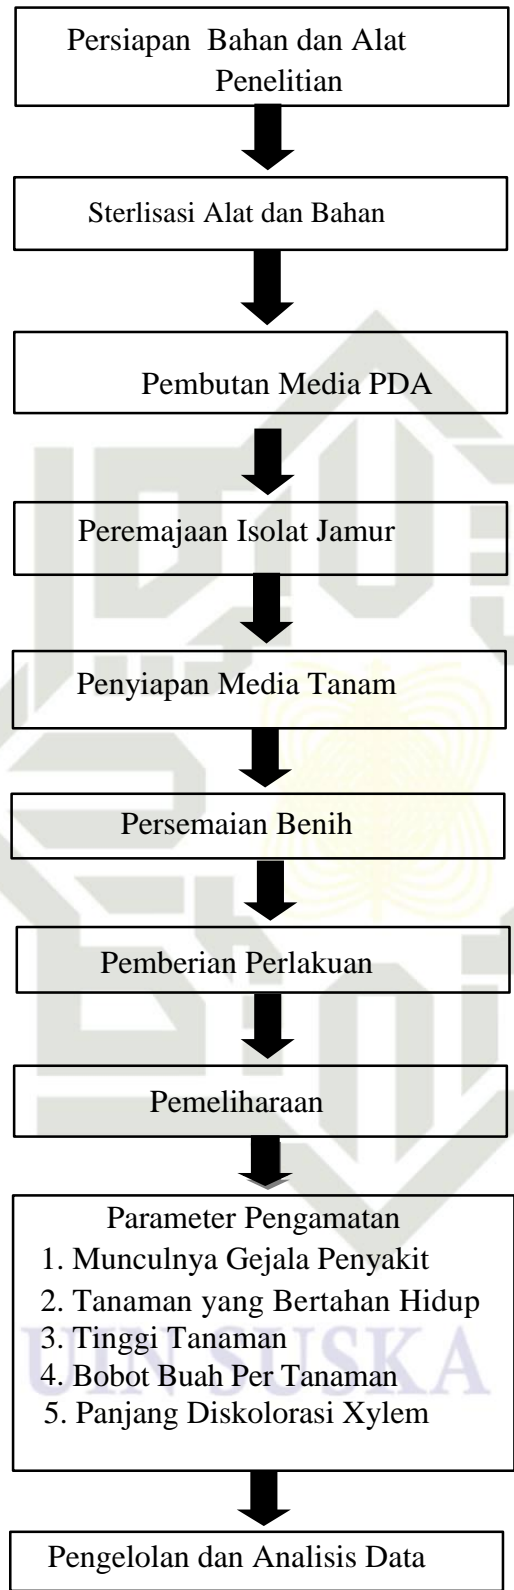 Persiapan Bahan dan Alat
Penelitian
Sterlisasi Alat dan Bahan
Pembutan Media PDA
Peremajaan Isolat Jamur
Penyiapan Media Tanam
Persemaian Benih
Pemberian Perlakuan
Pemeliharaan
Parameter Pengamatan
1. Munculnya Gejala Penyakit
2. Tanaman yang Bertahan Hidup
3. Tinggi Tanaman
UIN SUSKA
4. Bobot Buah Per Tanaman
5. Panjang Diskolorasi Xylem
Pengelolan dan Analisis Data